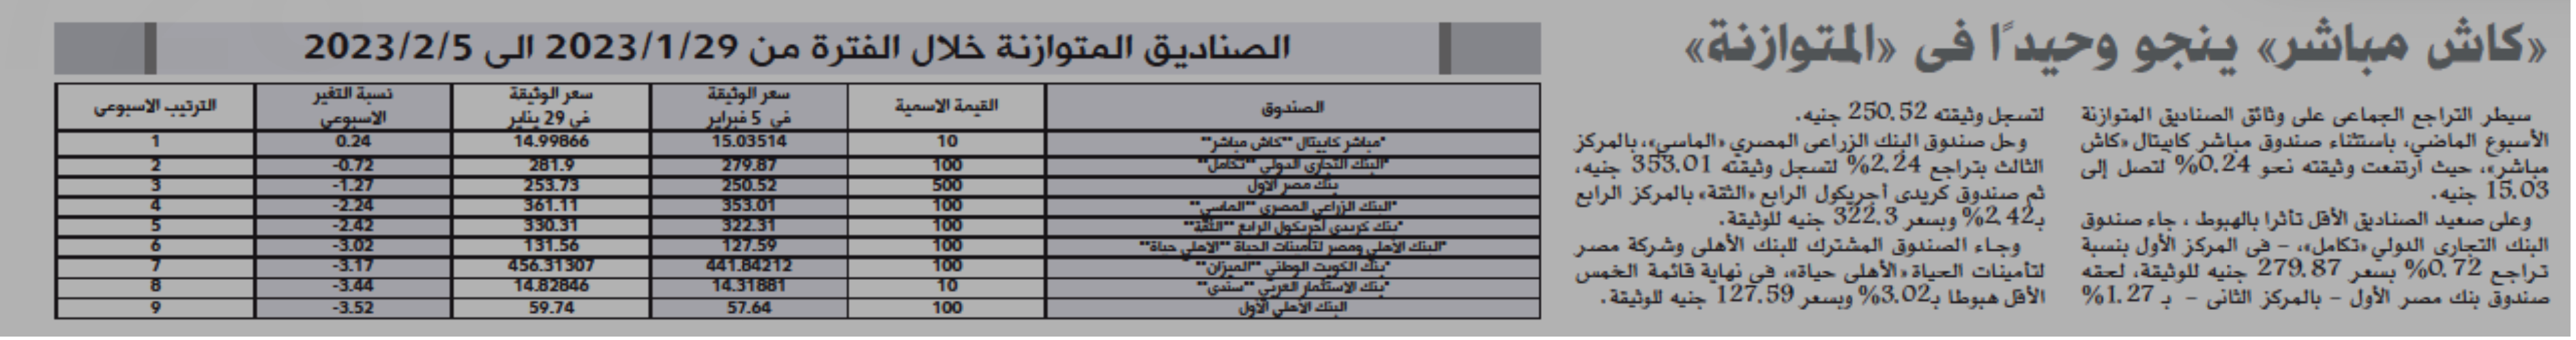 «كاش مباشر» ينجو وحيدًا فى «المتوازنة»
سيطر التراجع الجماعى على وثائق الصناديق المتوازنة
الأسبوع الماضي، باستثناء صندوق مباشر كابيتال «كاش
مباشر»، حيث ارتفعت وثيقته نحو 0.24% لتصل إلى
15.03 جنيه.
وعلى صعيد الصناديق الأقل تأثرا بالهبوط ، جاء صندوق
البنك التجارى الدولي «تكامل»، – فى المركز الأول بنسبة
تراجع 0.72% بسعر 279.87 جنيه للوثيقة، لحقه
صندوق بنك مصر الأول – بالمركز الثانى – بـ 1.27%
لتسجل وثيقته 250.52 جنيه.
وحل صندوق البنك الزراعى المصري «الماسي»، بالمركز
الثالث بتراجع 2.24% لتسجل وثيقته 353.01 جنيه،
ثم صندوق كريدى أجريكول الرابع «الثقة» بالمركز الرابع
بـ2.42% وبسعر 322.3 جنيه للوثيقة.
وجاء الصندوق المشترك للبنك الأهلى وشركة مصر
لتأمينات الحياة «الأهلى حياة»، في نهاية قائمة الخمس
الأقل هبوطا بـ3.02% وبسعر 127.59 جنيه للوثيقة.
الصناديق المتوازنة خلال الفترة من 2023/1/29 الى 2023/2/5
الصندوق القيمة الاسمية سعر الوثيقة فى 5 فبراير سعر الوثيقة فى 29 يناير نسبة التغير الاسبوعى الترتيب الاسبوعى
"مباشر كابيتال ""كاش مباشر"" 10 15.03514 14.99866 0.24 1
"البنك التجارى الدولي ""تكامل"" 100 279.87 281.9 -0.72 2
بنك مصر الأول 500 250.52 253.73 -1.27 3
"البنك الزراعي المصرى ""الماسي"" 100 353.01 361.11 -2.24 4
"بنك كريدى أجريكول الرابع ""الثقة"" 100 322.31 330.31 -2.42 5
"البنك الأهلي ومصر لتأمينات الحياة ""الاهلي حياة"" 100 127.59 131.56 -3.02 6
"بنك الكويت الوطني ""الميزان"" 100 441.84212 456.31307 -3.17 7
"بنك الاستثمار العربي ""سندى"" 10 14.31881 14.82846 -3.44 8
البنك الأهلي الأول 100 57.64 59.74 -3.52 9